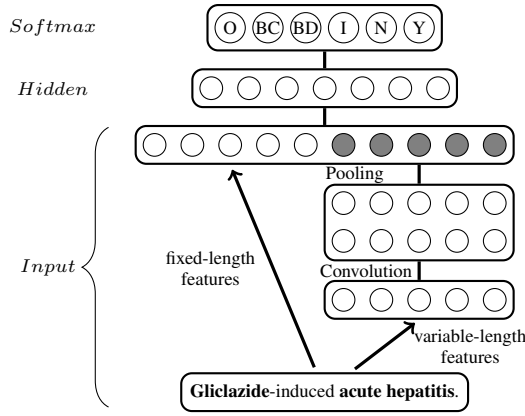 Softmax
O BC BD I N Y
Hidden
Pooling
Input
fixed-length
features
Convolution
variable-length
features
Gliclazide-induced acute hepatitis.